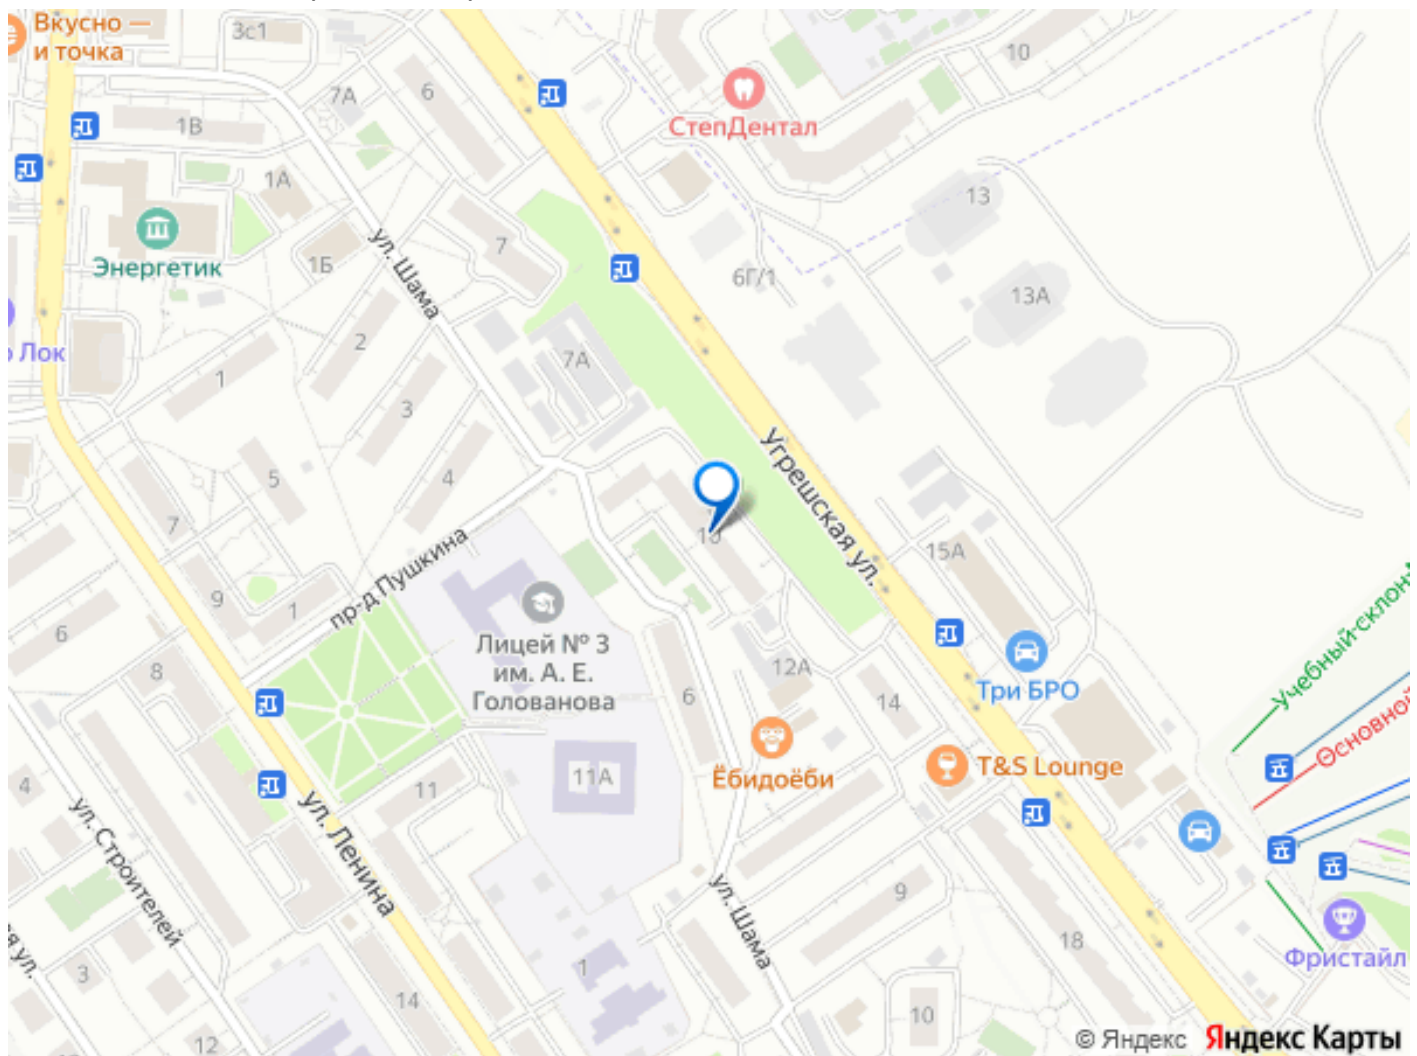 Вкусно —
и точка
3с1
10
7А
6
СтепДентал
1В
1А
13
ул. Шама
7
1Б
Энергетик
6Г/1
13А
Лок
2
7А
1
3
Угрешская ул.
5
4
7
10
15А
пр-д Пушкина
9
1
6
8
Лицей № 3
им. А. Е.
Голованова
12А
6
14
Три БРО
Учебный склон
Основной
T&S Lounge
Ёбидоёби
11А
11
4
ул. Строителей
ул. Ленина
ул. Шама
9
18
Фристайл
3
1
14
10
12
ул.
© Яндекс Яндекс Карты